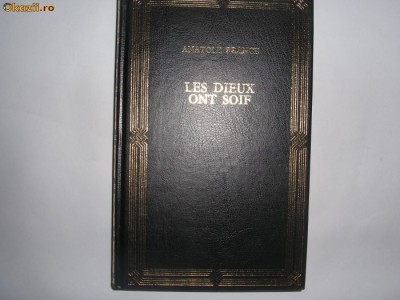 Okazii.ro
ANATOLE FRANCE
LES DIEUX
ONT SOIF